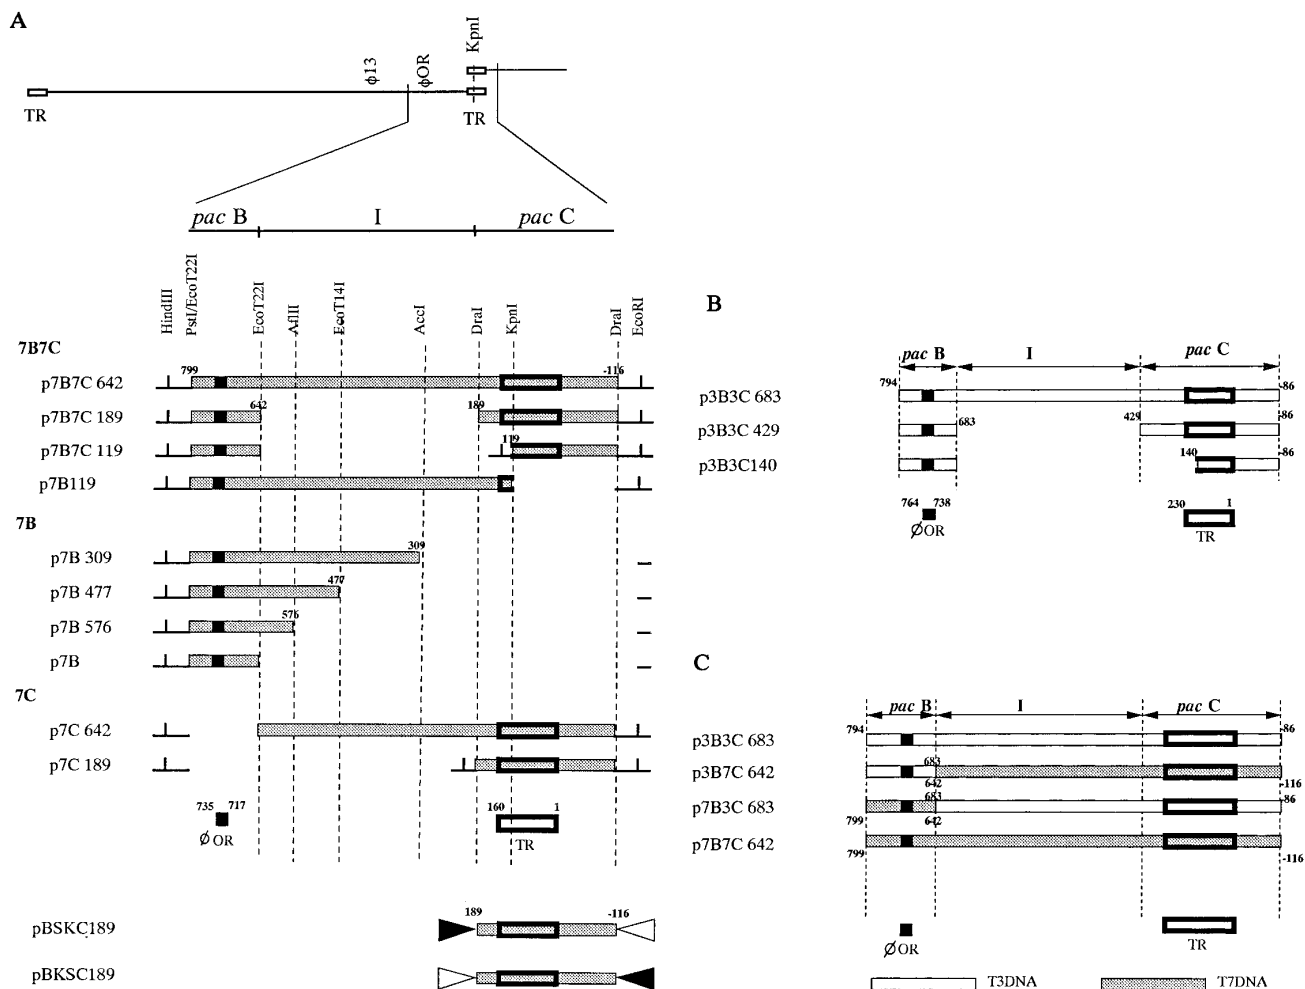 A
KpnI
ϕ13
ϕOR
TR
TR
pac B I pac C
HindIII
PstI/EcoT22I
EcoT22I
AflII
EcoT14I
AccI
DraI
KpnI
DraI
EcoRI
7B7C
799 -116
p7B7C 642
642 189
p7B7C 189
119
p7B7C 119
p7B119
7B
309
p7B 309
477
p7B 477
576
p7B 576
p7B
7C
p7C 642
p7C 189
735 717 160 1
∅ OR TR
189 -116
pBSKC189
pBKSC189
B
pac B I pac C
794 -86
p3B3C 683
683 429 -86
p3B3C 429
140 -86
p3B3C140
764 738 230 1
∅OR TR
C
pac B I pac C
794 -86
p3B3C 683
683
p3B7C 642
642 -116
683 -86
p7B3C 683
799 642
p7B7C 642
799 -116
∅OR TR
T3DNA T7DNA